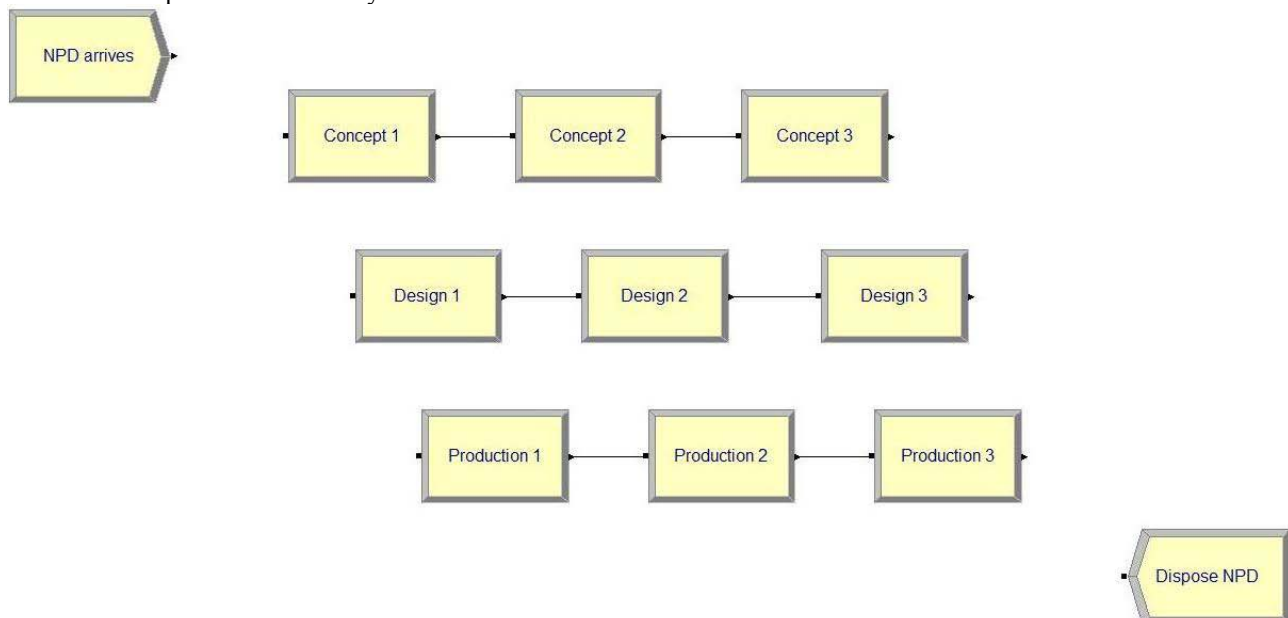 NPD arrives
Concept 1
Concept 2
Concept 3
Design 1
Design 2
Design 3
Production 1
Production 2
Production 3
Dispose NPD